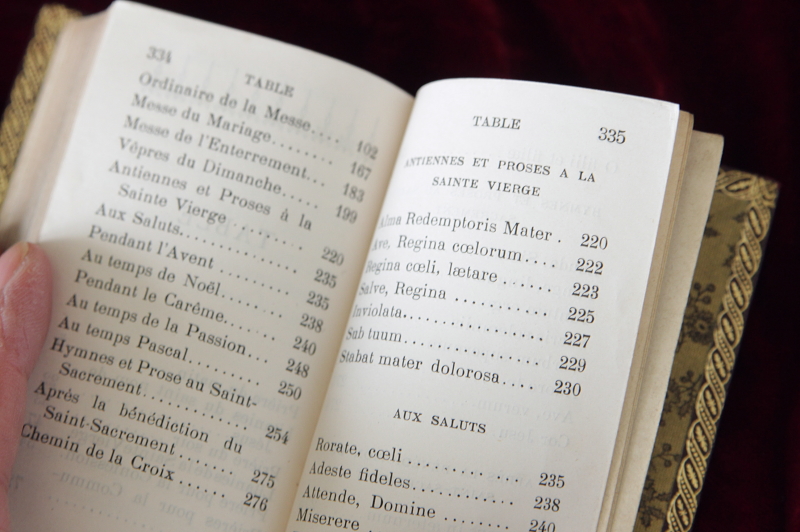 334
TABLE
Ordinaire de la Messe.... 102
Messe du Mariage........ 167
Messe de l'Enterrement... 183
Vêpres du Dimanche...... 199
Antiennes et Proses à la
Sainte Vierge ......... 220
Aux Saluts............... 235
Pendant l'Avent ......... 235
Au temps de Noël........ 238
Pendant le Carême....... 240
Au temps de la Passion... 248
Au temps Pascal......... 250
Hymnes et Prose au Saint-
Sacrement.............. 254
Après la bénédiction du
Saint-Sacrement ....... 275
Chemin de la Croix ...... 276
TABLE 335
ANTIENNES ET PROSES A LA
SAINTE VIERGE
Alma Redemptoris Mater . 220
Ave, Regina cœlorum.... 222
Regina cœli, lætare ..... 223
Salve, Regina .......... 225
Inviolata............... 227
Sub tuum.............. 229
Stabat mater dolorosa.... 230
AUX SALUTS
Rorate, cœli............ 235
Adeste fideles........... 238
Attende, Domine ........ 240
Miserere